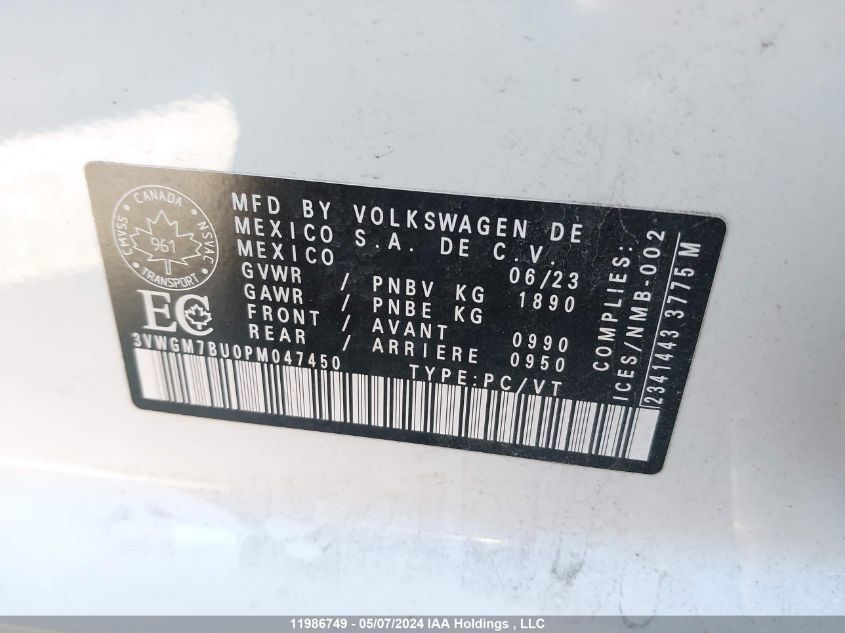 CANADA
CMVSS
NSVAC
961
TRANSPORT
EC
MFD BY VOLKSWAGEN DE
MEXICO S.A. DE C.V.
MEXICO 06/23
GVWR / PNBV KG 1890
GAWR / PNBE KG
FRONT / AVANT 0990
REAR / ARRIERE 0950
3VWGM7BU0PM047450 TYPE:PC/VT
COMPLIES:
ICES/NMB-002
2341443 3775 M
11986749 - 05/07/2024 IAA Holdings , LLC